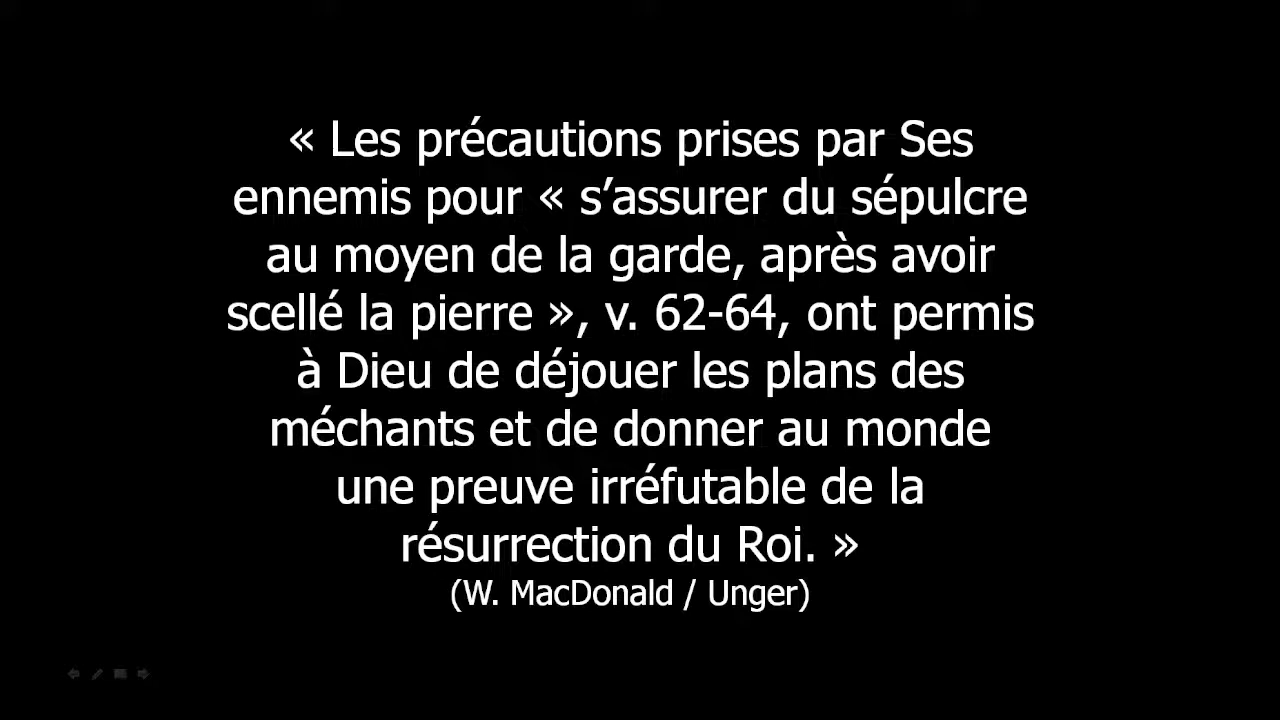 « Les précautions prises par Ses
ennemis pour « s’assurer du sépulcre
au moyen de la garde, après avoir
scellé la pierre », v. 62-64, ont permis
à Dieu de déjouer les plans des
méchants et de donner au monde
une preuve irréfutable de la
résurrection du Roi. »
(W. MacDonald / Unger)